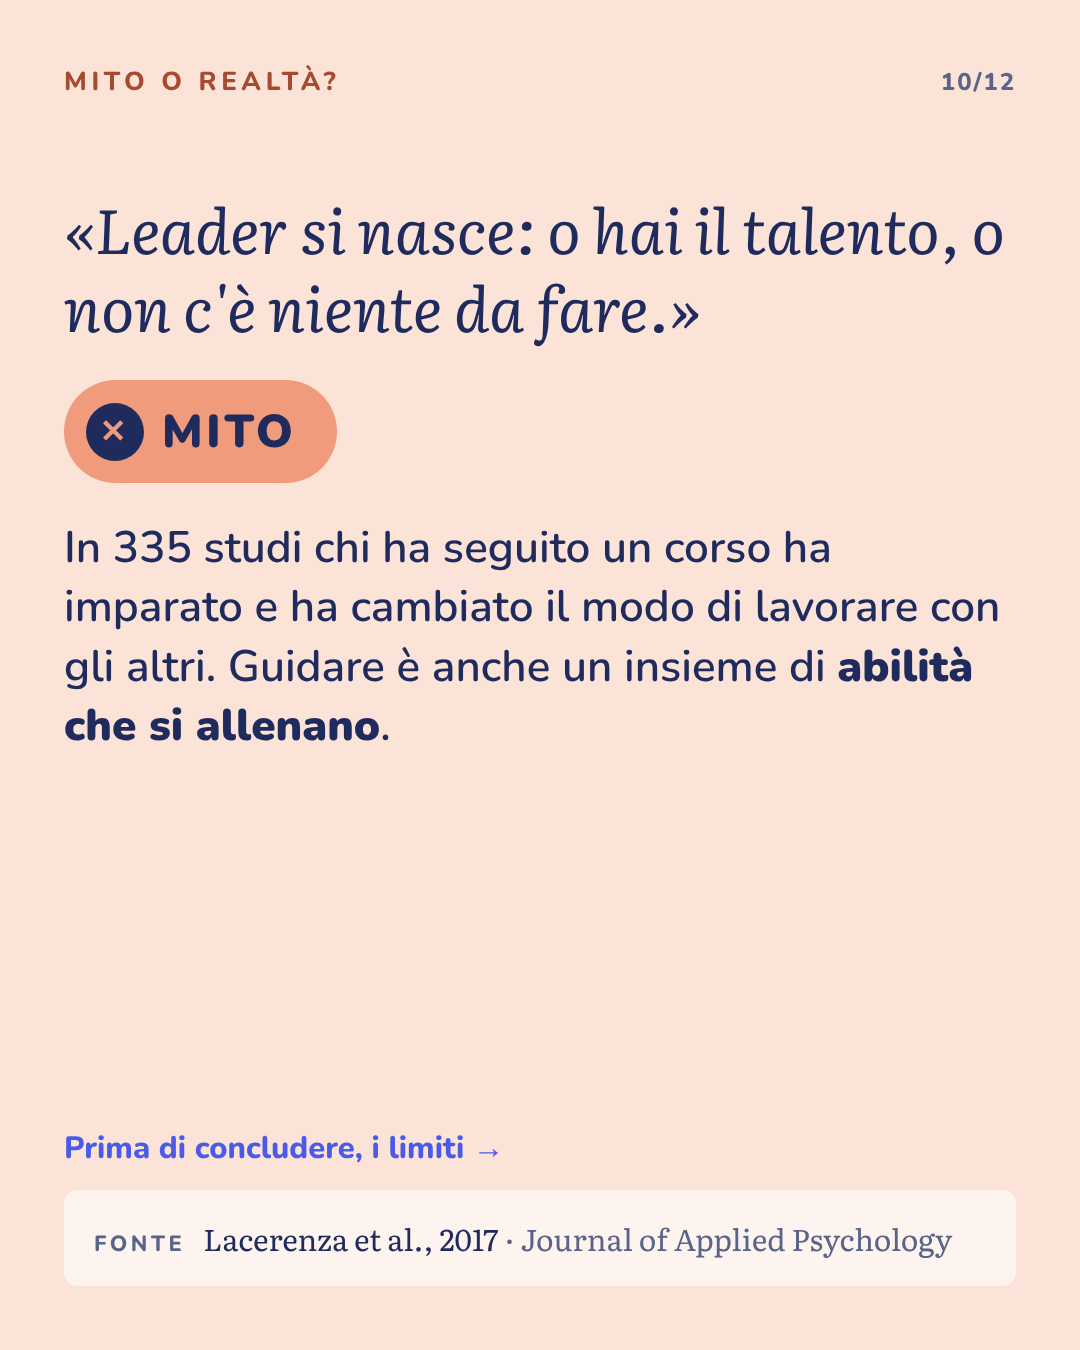 MITO O REALTÀ?
10/12
«Leader si nasce: o hai il talento, o
non c'è niente da fare.»
× MITO
In 335 studi chi ha seguito un corso ha
imparato e ha cambiato il modo di lavorare con
gli altri. Guidare è anche un insieme di abilità
che si allenano.
Prima di concludere, i limiti →
FONTE Lacerenza et al., 2017 · Journal of Applied Psychology